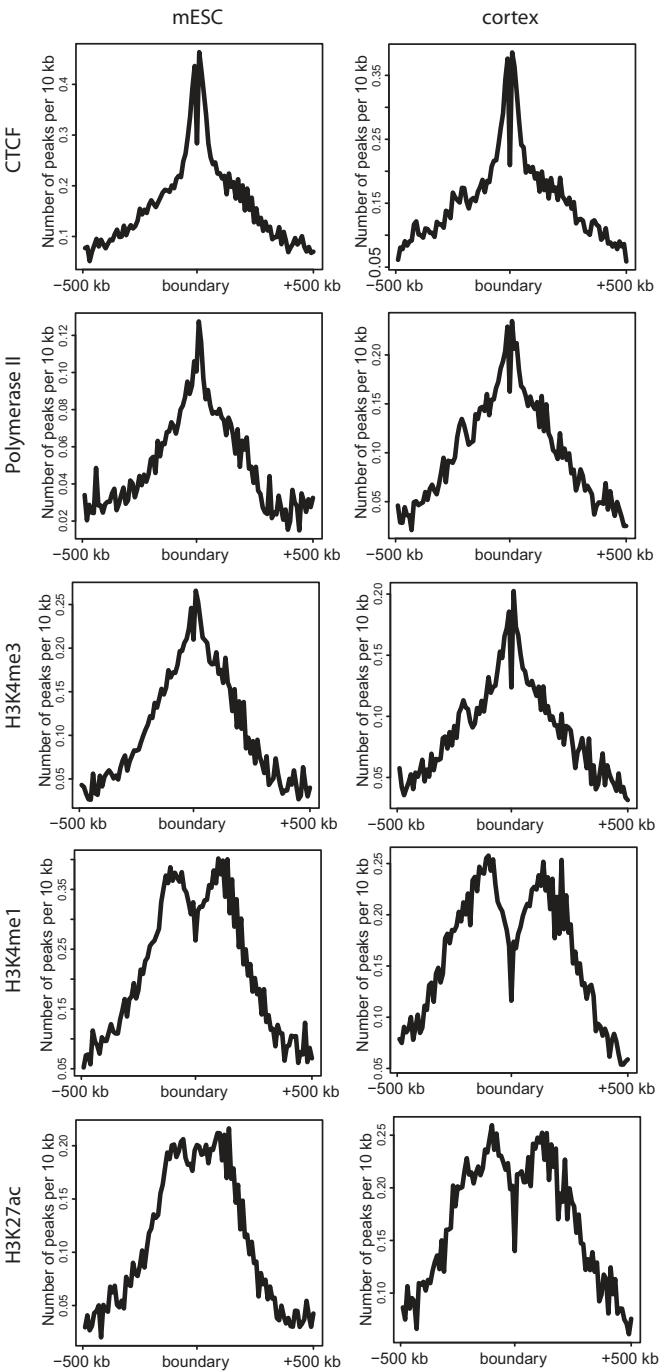 mESC cortex
CTCF
Number of peaks per 10 kb
0.1 0.2 0.3 0.4
−500 kb boundary +500 kb
Number of peaks per 10 kb
0.05 0.15 0.25 0.35
−500 kb boundary +500 kb
Polymerase II
Number of peaks per 10 kb
0.02 0.04 0.06 0.08 0.10 0.12
−500 kb boundary +500 kb
Number of peaks per 10 kb
0.05 0.10 0.15 0.20
−500 kb boundary +500 kb
H3K4me3
Number of peaks per 10 kb
0.05 0.10 0.15 0.20 0.25
−500 kb boundary +500 kb
Number of peaks per 10 kb
0.05 0.10 0.15 0.20
−500 kb boundary +500 kb
H3K4me1
Number of peaks per 10 kb
0.05 0.15 0.25 0.35
−500 kb boundary +500 kb
Number of peaks per 10 kb
0.05 0.10 0.15 0.20 0.25
−500 kb boundary +500 kb
H3K27ac
Number of peaks per 10 kb
0.05 0.10 0.15 0.20
−500 kb boundary +500 kb
Number of peaks per 10 kb
0.10 0.15 0.20 0.25
−500 kb boundary +500 kb